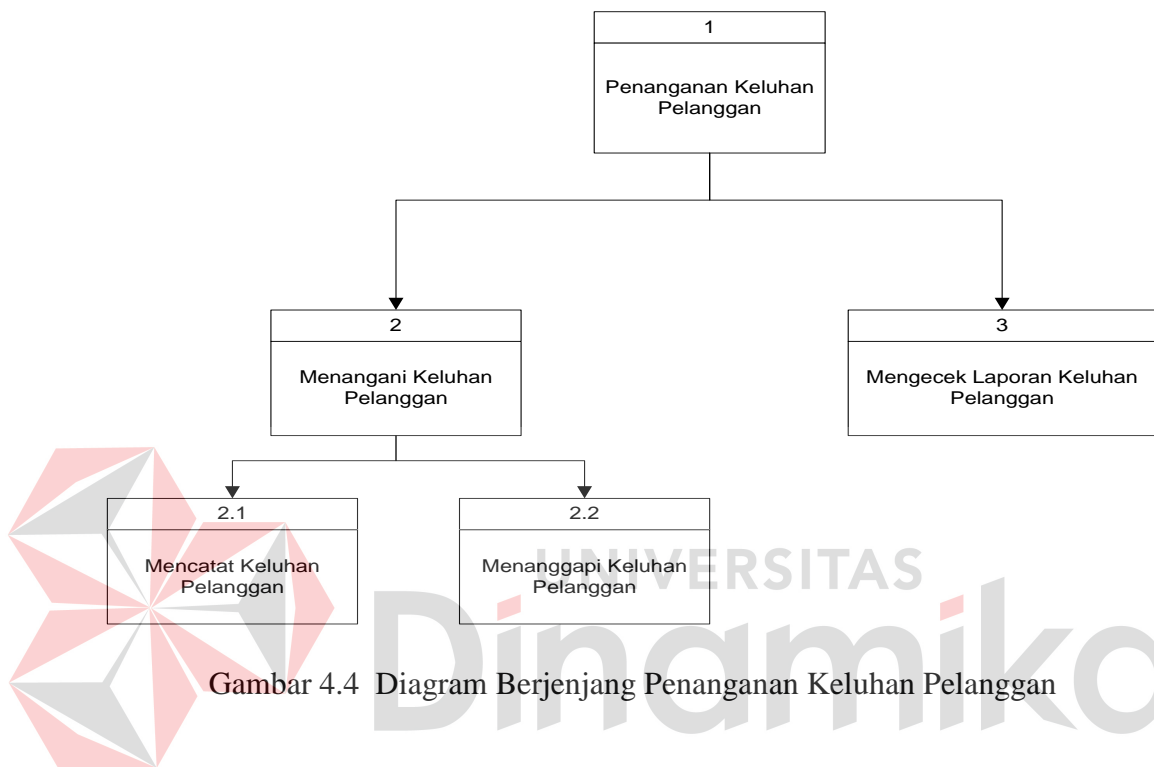 1
Penanganan Keluhan
Pelanggan
2
Menangani Keluhan
Pelanggan
3
Mengecek Laporan Keluhan
Pelanggan
2.1
Mencatat Keluhan
Pelanggan
2.2
Menanggapi Keluhan
Pelanggan
UNIVERSITAS
Dinamika
Gambar 4.4 Diagram Berjenjang Penanganan Keluhan Pelanggan